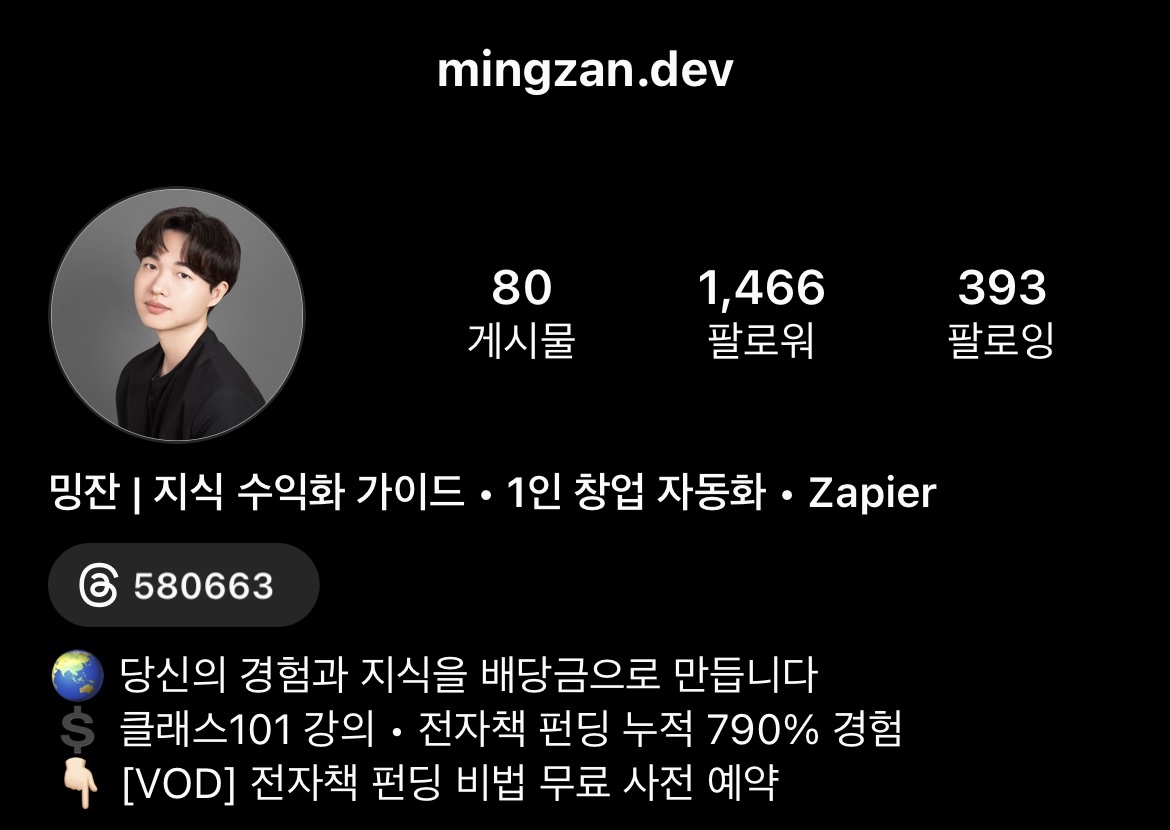 mingzan.dev
80
1,466
393
게시물
팔로워
팔로잉
밍잔 | 지식 수익화 가이드 • 1인 창업 자동화 • Zapier
580663
🌏 당신의 경험과 지식을 배당금으로 만듭니다
💲 클래스101 강의 • 전자책 펀딩 누적 790% 경험
👇🏻 [VOD] 전자책 펀딩 비법 무료 사전 예약